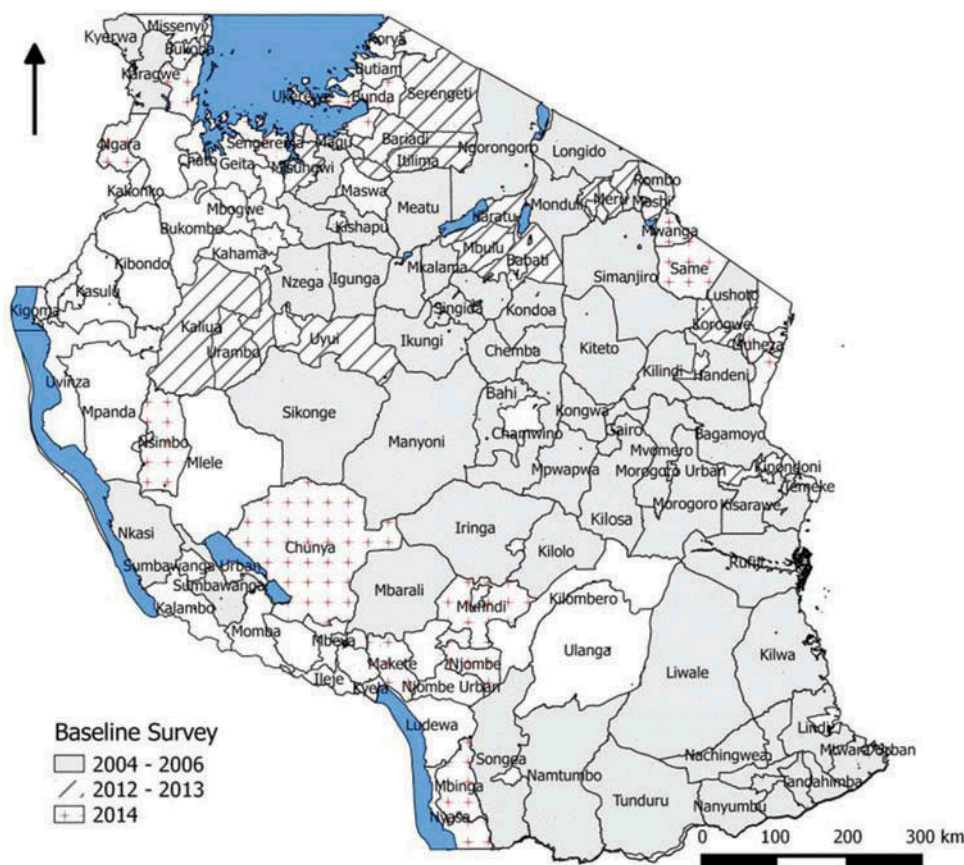 Missenyi
Kyerwa
Bukoba
Rorya
Karagwe
Butiam
Ukerewe
Bunda
Serengeti
Ngara
Sengerema
Magu
Bariadi
Ngorongoro
Longido
Chato
Geita
Misungwi
Itilima
Kakonko
Maswa
Rombo
Mbogwe
Meatu
Monduli
Meru
Moshi
Bukombe
Kishapu
Karatu
Mwanga
Kahama
Mbulu
Kibondo
Mkalama
Babati
Same
Kasulu
Nzega
Igunga
Simanjiro
Kigoma
Singida
Kondoa
Lushoto
Kaliua
Korogwe
Urambo
Uyui
Ikungi
Chemba
Kiteto
Muheza
Uvinza
Kilindi
Handeni
Mpanda
Sikonge
Bahi
Nsimbo
Manyoni
Chamwino
Kongwa
Gairo
Bagamoyo
Mlele
Mvomero
Mpwapwa
Morogoro Urban
Kinondoni
Temeke
Nkasi
Chunya
Iringa
Kilosa
Morogoro
Kisarawe
Sumbawanga Urban
Kilolo
Rufiji
Sumbawanga
Mbarali
Kalambo
Mufindi
Kilombero
Momba
Mbeya
Ulanga
Kilwa
Ileje
Makete
Njombe
Liwale
Kyela
Njombe Urban
Ludewa
Lindi
Baseline Survey
2004 - 2006
2012 - 2013
2014
Songea
Nachingwea
Mtwara Urban
Mbinga
Namtumbo
Tandahimba
Nyasa
Tunduru
Nanyumbu
0 100 200 300 km